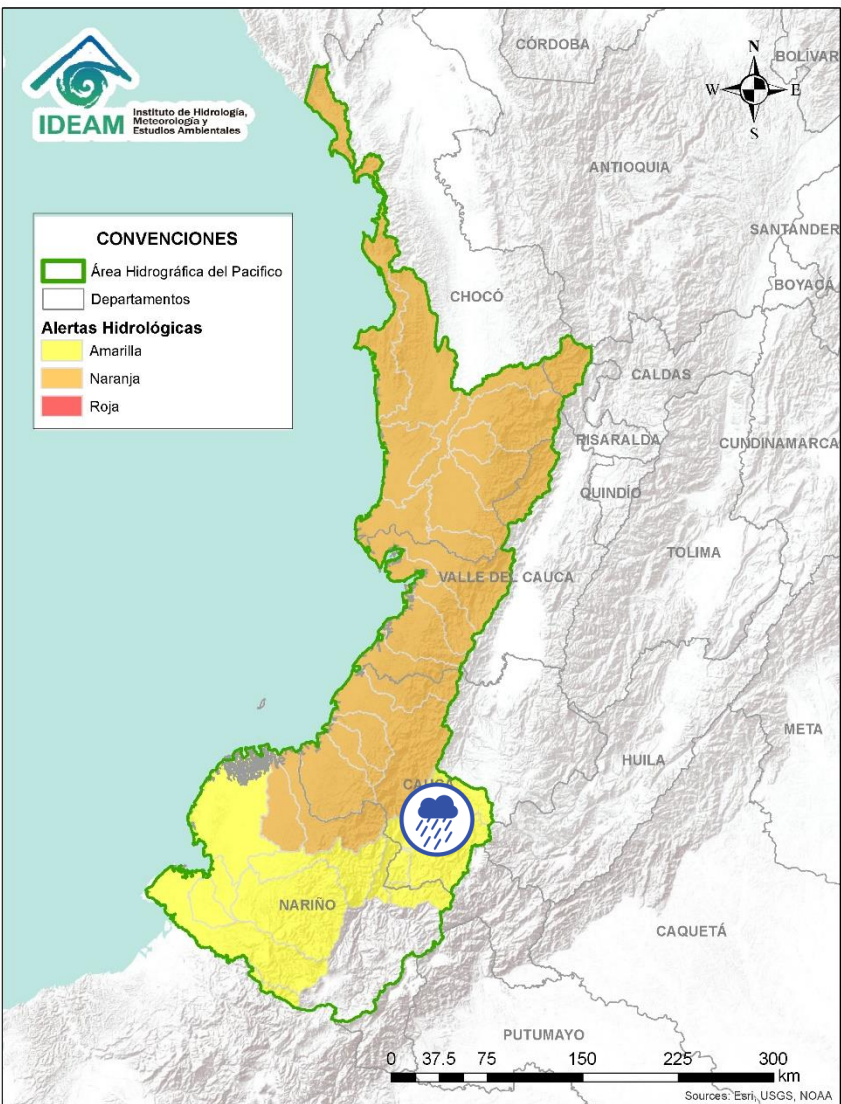 IDEAM
Instituto de Hidrología,
Meteorología y
Estudios Ambientales
N
W
E
S
CÓRDOBA
BOLÍVAR
ANTIOQUIA
SANTANDER
BOYACÁ
CHOCÓ
CALDAS
RISARALDA
CUNDINAMARCA
QUINDÍO
TOLIMA
VALLE DEL CAUCA
META
HUILA
CAUCA
NARIÑO
CAQUETÁ
PUTUMAYO
CONVENCIONES
Área Hidrográfica del Pacifico
Departamentos
Alertas Hidrológicas
Amarilla
Naranja
Roja
0 37.5 75 150 225 300
km
Sources: Esri, USGS, NOAA